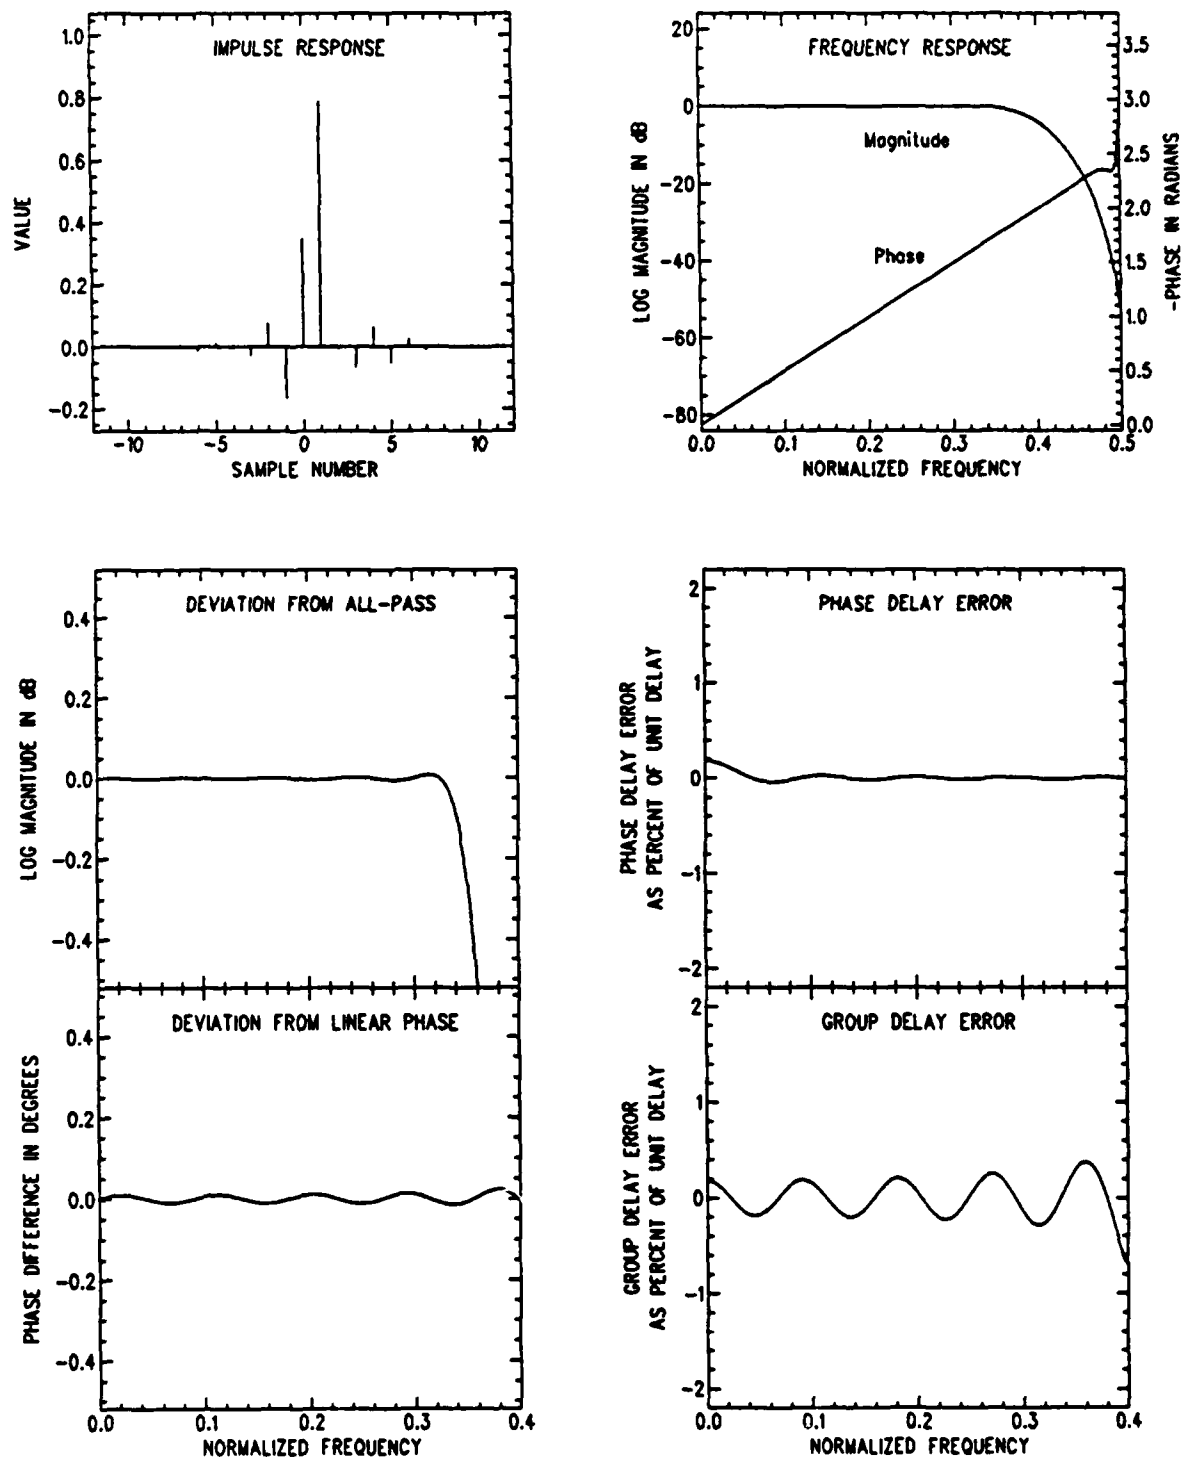 IMPULSE RESPONSE
VALUE
1.0
0.8
0.6
0.4
0.2
0.0
-0.2
-10 -5 0 5 10
SAMPLE NUMBER
FREQUENCY RESPONSE
LOG MAGNITUDE IN dB
20
0
-20
-40
-60
-80
Magnitude
Phase
3.5
3.0
2.5
2.0
1.5
1.0
0.5
0.0
-PHASE IN RADIANS
0.0 0.1 0.2 0.3 0.4 0.5
NORMALIZED FREQUENCY
DEVIATION FROM ALL-PASS
LOG MAGNITUDE IN dB
0.4
0.2
0.0
-0.2
-0.4
PHASE DELAY ERROR
PHASE DELAY ERROR
AS PERCENT OF UNIT DELAY
2
1
0
-1
-2
DEVIATION FROM LINEAR PHASE
PHASE DIFFERENCE IN DEGREES
0.4
0.2
0.0
-0.2
-0.4
0.0 0.1 0.2 0.3 0.4
NORMALIZED FREQUENCY
GROUP DELAY ERROR
GROUP DELAY ERROR
AS PERCENT OF UNIT DELAY
2
1
0
-1
-2
0.0 0.1 0.2 0.3 0.4
NORMALIZED FREQUENCY